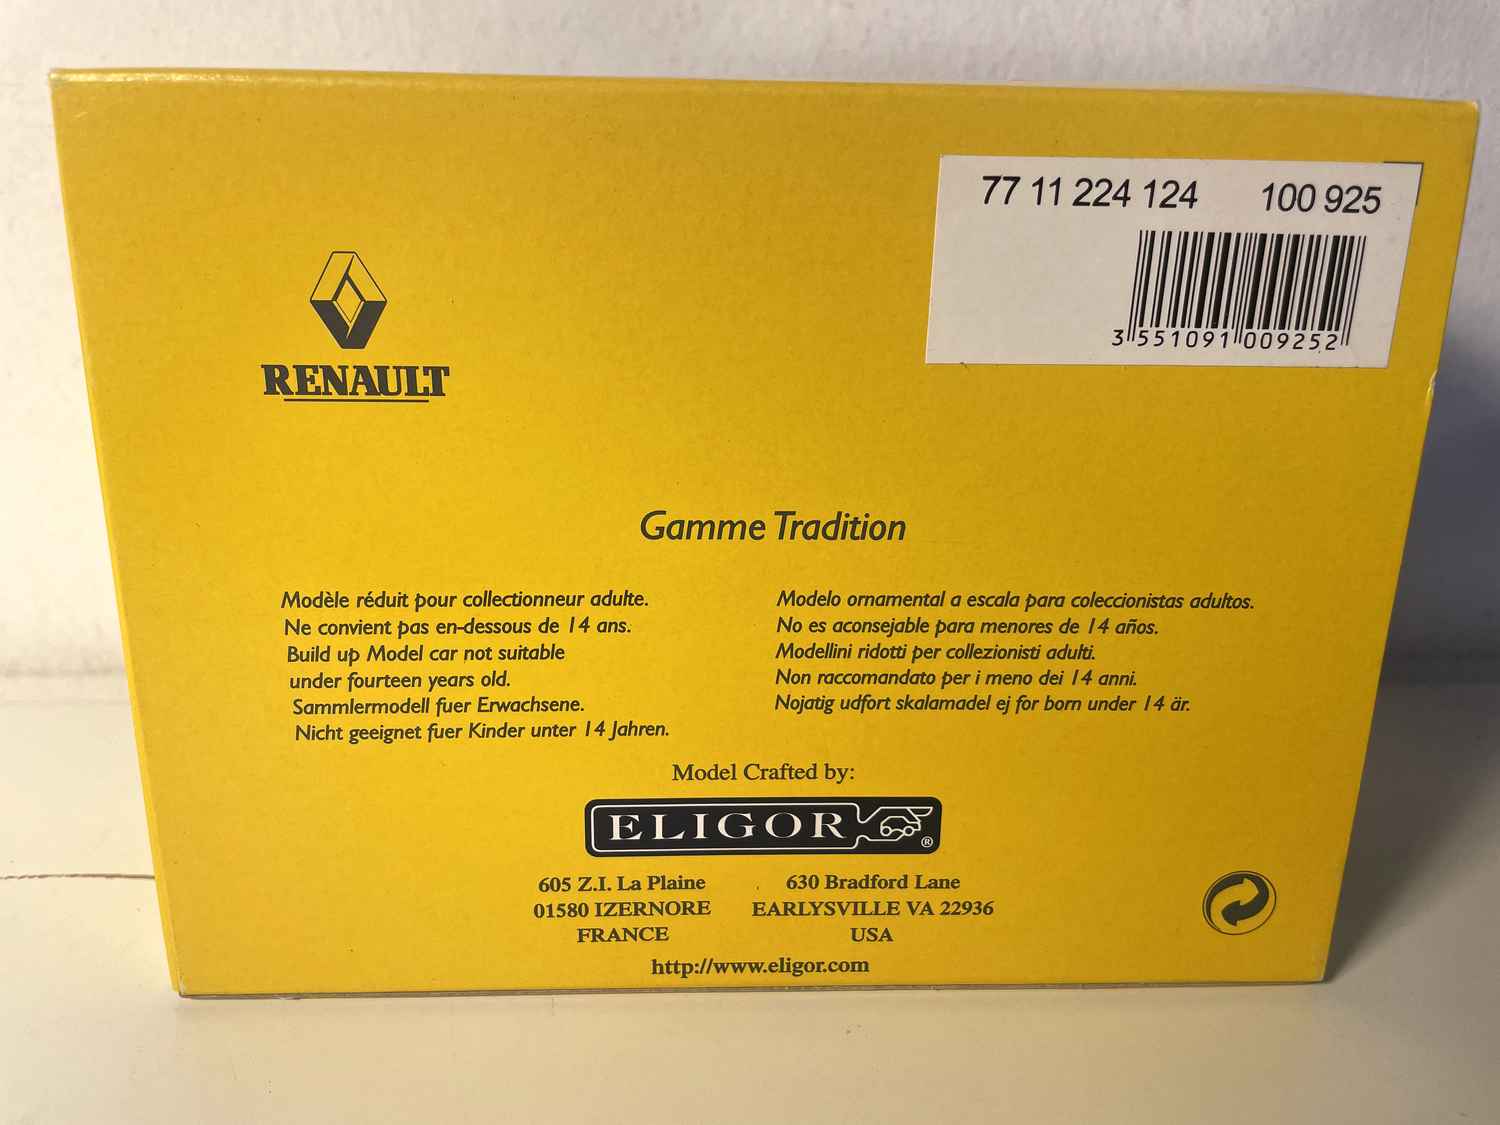 77 11 224 124 100 925
3 551091 009252
RENAULT
Gamme Tradition
Modèle réduit pour collectionneur adulte.
Ne convient pas en-dessous de 14 ans.
Build up Model car not suitable
under fourteen years old.
Sammlermodell fuer Erwachsene.
Nicht geeignet fuer Kinder unter 14 Jahren.
Modelo ornamental a escala para coleccionistas adultos.
No es aconsejable para menores de 14 años.
Modellini ridotti per collezionisti adulti.
Non raccomandato per i meno dei 14 anni.
Nojatig udfort skalamadel ej for born under 14 är.
Model Crafted by:
ELIGOR ®
605 Z.I. La Plaine
01580 IZERNORE
FRANCE
630 Bradford Lane
EARLYSVILLE VA 22936
USA
http://www.eligor.com